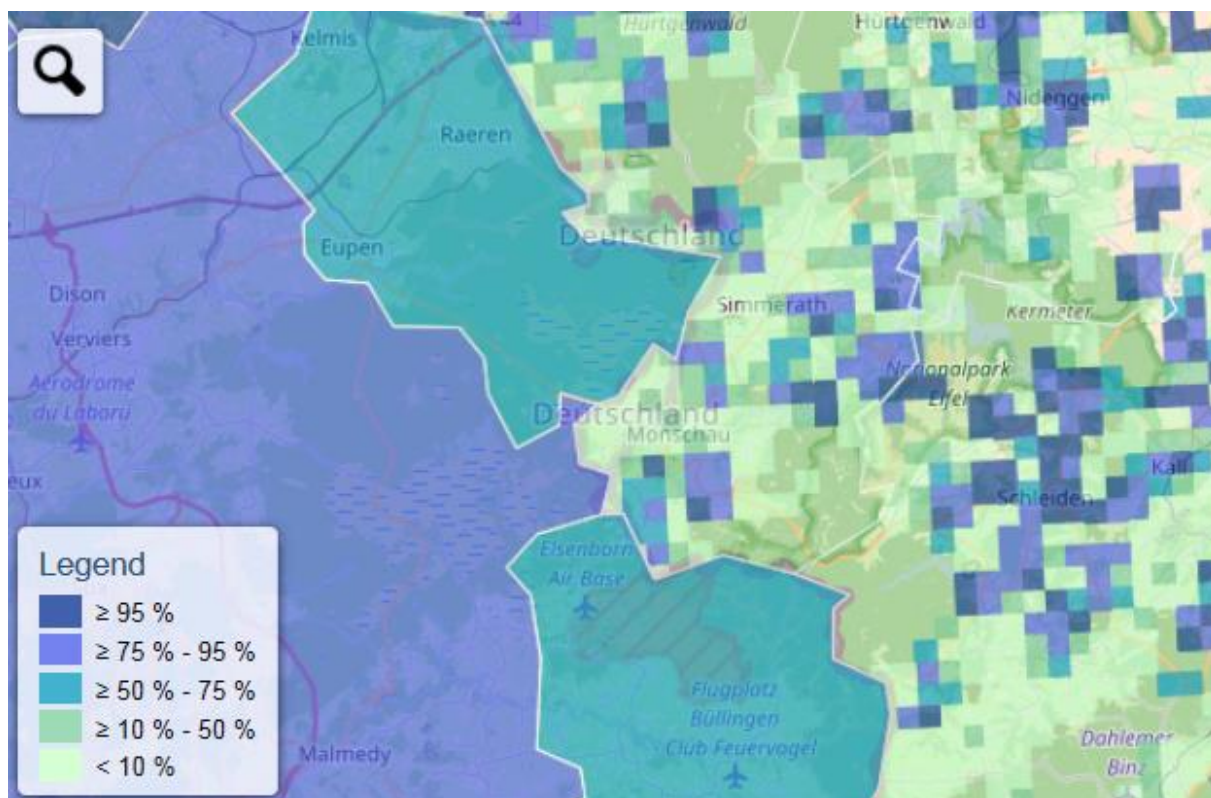 Hürtgenwald
Hürtgenwald
Kelmis
Nideggen
Raeren
Eupen
Deutschland
Dison
Simmerath
Kermeter
Verviers
Aérodrome
du Laboru
Nationalpark
Eifel
Deutschland
Monschau
Kall
Schleiden
Elsenborn
Air Base
Legend
≥ 95 %
≥ 75 % - 95 %
≥ 50 % - 75 %
≥ 10 % - 50 %
< 10 %
Flugplatz
Büllingen
Club Feuervogel
Malmedy
Dahlemer
Binz